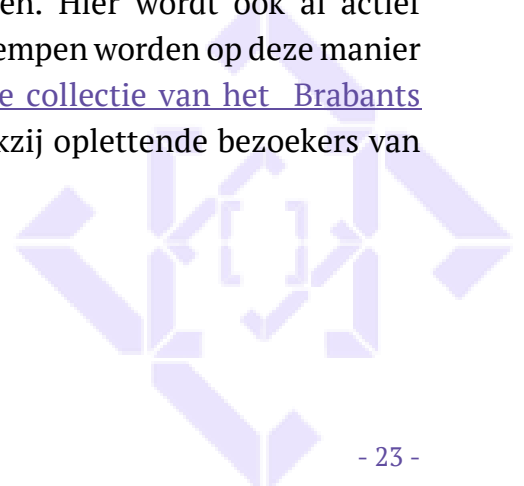 en. Hier wordt ook al actief
empen worden op deze manier
e collectie van het Brabants
kzij oplettende bezoekers van
- 23 -